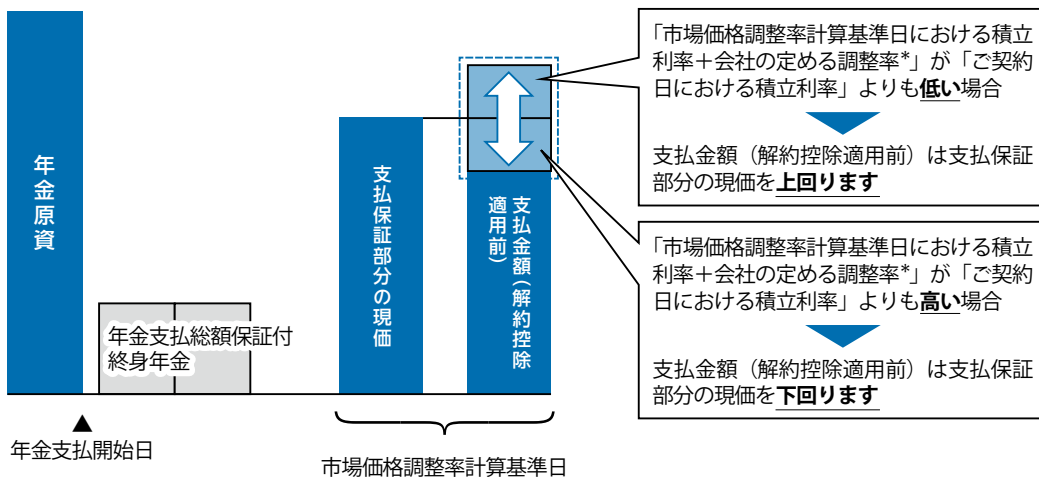 年金原資
年金支払総額保証付
終身年金
▲
年金支払開始日
支払保証部分の現価
支払金額（解約控除
適用前）
市場価格調整率計算基準日
「市場価格調整率計算基準日における積立
利率＋会社の定める調整率*」が「ご契約
日における積立利率」よりも低い場合
支払金額（解約控除適用前）は支払保証
部分の現価を上回ります
「市場価格調整率計算基準日における積立
利率＋会社の定める調整率*」が「ご契約
日における積立利率」よりも高い場合
支払金額（解約控除適用前）は支払保証
部分の現価を下回ります